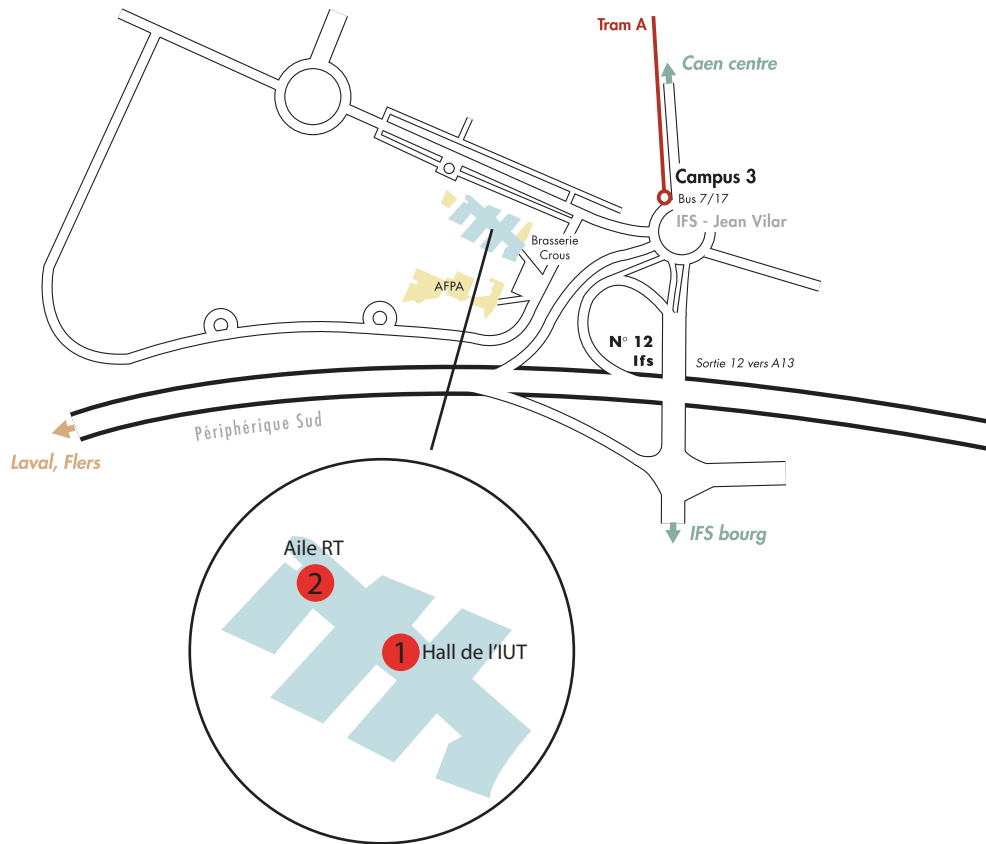 Tram A
Caen centre
Campus 3
Bus 7/17
IFS - Jean Vilar
Brasserie
Crous
AFPA
N° 12
Ifs
Sortie 12 vers A13
Périphérique Sud
Laval, Flers
IFS bourg
Aile RT
2
1
Hall de l'IUT